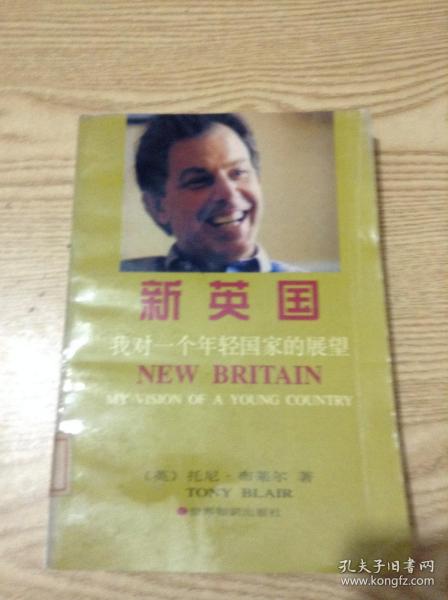 新英国
我对一个年轻国家的展望
NEW BRITAIN
MY VISION OF A YOUNG COUNTRY
(英) 托尼·布莱尔 著
TONY BLAIR
世界知识出版社
孔夫子旧书网
www.kongfz.com